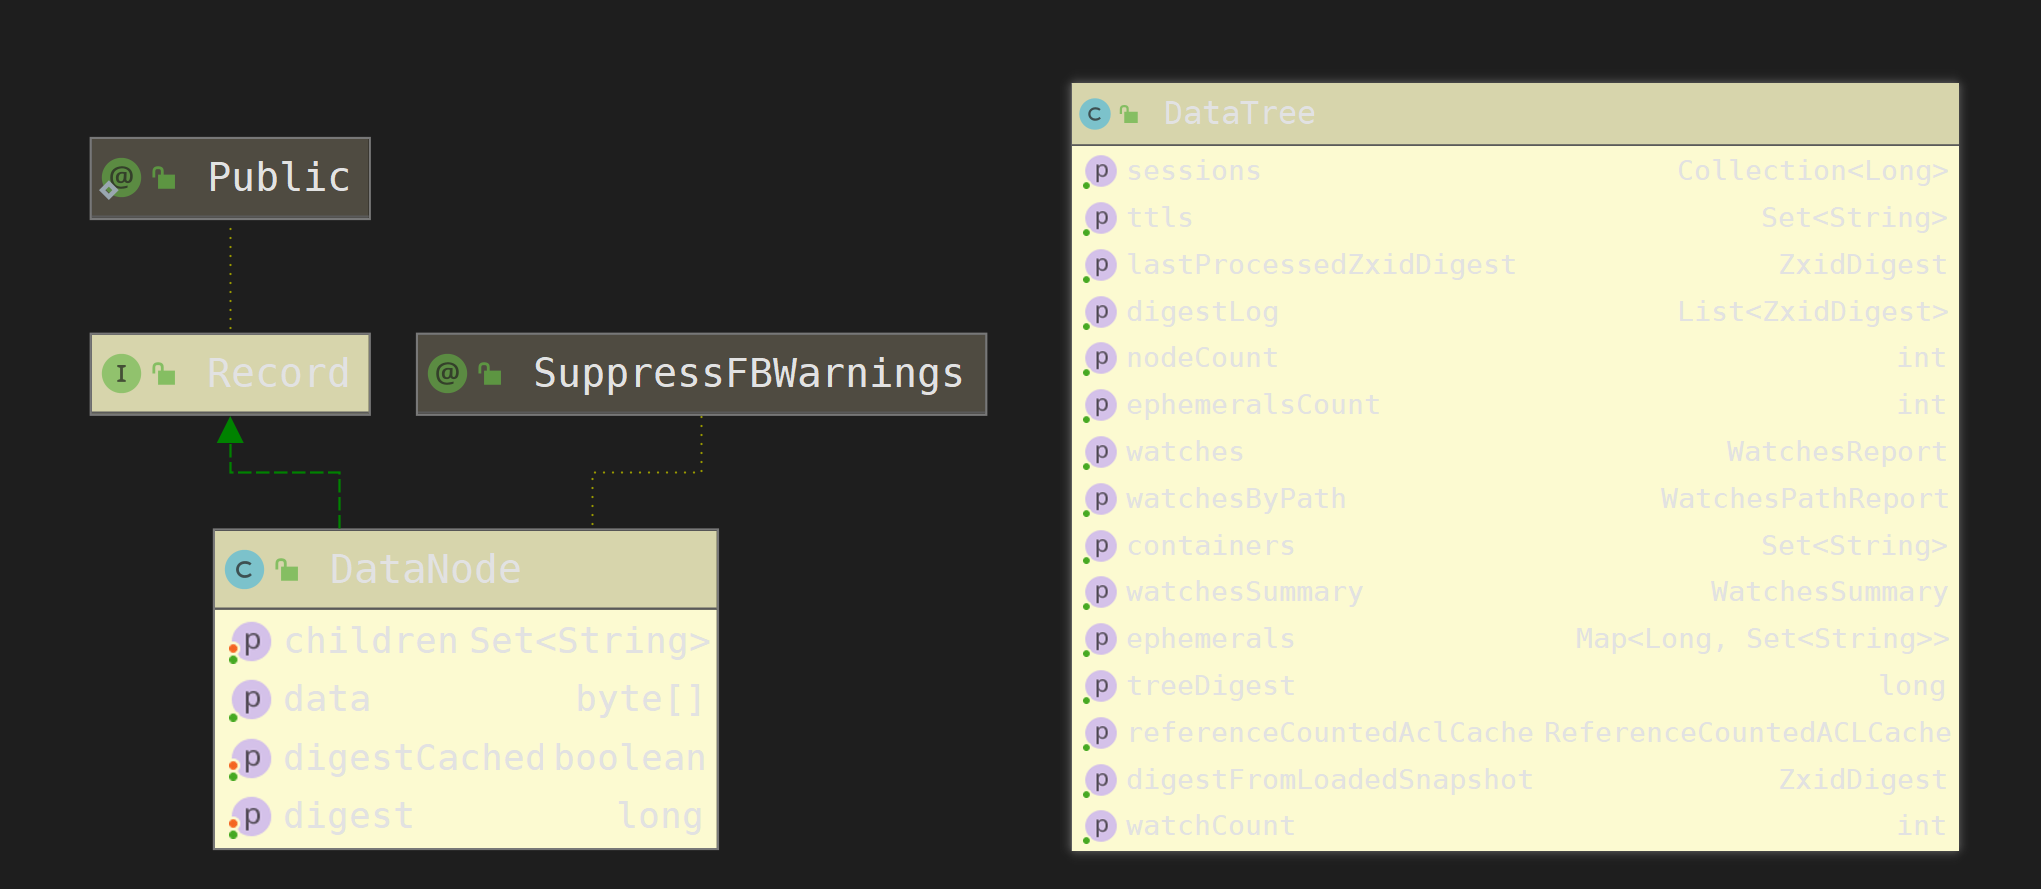 Public
Record
SuppressFBWarnings
DataNode
children Set<String>
data byte[]
digestCached boolean
digest long
DataTree
sessions Collection<Long>
ttls Set<String>
lastProcessedZxidDigest ZxidDigest
digestLog List<ZxidDigest>
nodeCount int
ephemeralsCount int
watches WatchesReport
watchesByPath WatchesPathReport
containers Set<String>
watchesSummary WatchesSummary
ephemerals Map<Long, Set<String>>
treeDigest long
referenceCountedAclCache ReferenceCountedACLCache
digestFromLoadedSnapshot ZxidDigest
watchCount int